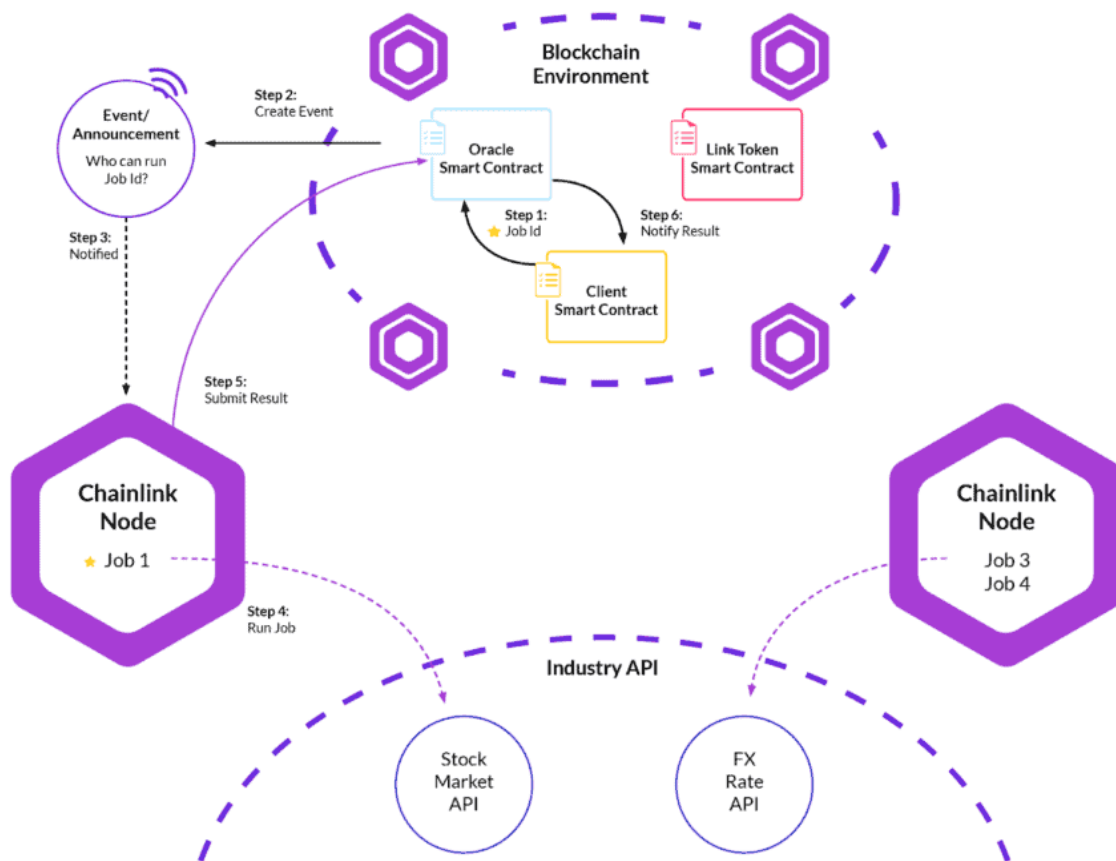 Blockchain
Environment
Step 2:
Create Event
Event/
Announcement
Who can run
Job Id?
Oracle
Smart Contract
Link Token
Smart Contract
Step 1:
Job Id
Step 6:
Notify Result
Step 3:
Notified
Client
Smart Contract
Step 5:
Submit Result
Chainlink
Node
Job 1
Chainlink
Node
Job 3
Job 4
Step 4:
Run Job
Industry API
Stock
Market
API
FX
Rate
API